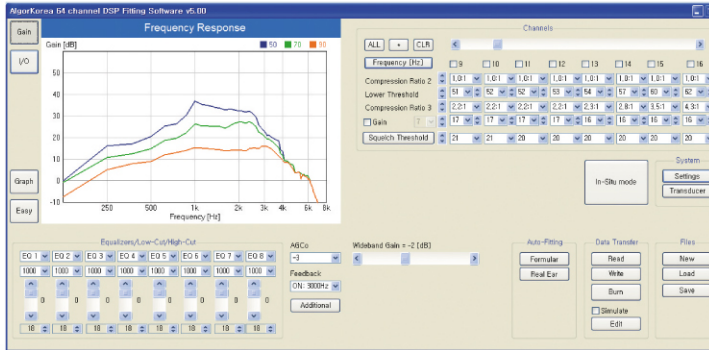 AlgorKorea 64 channel DSP Fitting Software v5.00
Gain
I/O
Graph
Easy
Frequency Response
Gain [dB]
50 70 90
50
40
30
20
10
0
-10
250 500 1k 2k 3k 4k 6k 8k
Frequency [Hz]
Channels
ALL • CLR
Frequency (Hz) 9 10 11 12 13 14 15 16
Compression Ratio 2 1,0:1 1,0:1 1,0:1 1,0:1 1,0:1 1,0:1 1,0:1 1,0:1
Lower Threshold 51 52 52 53 54 57 60 62
Compression Ratio 3 2,2:1 2,2:1 2,2:1 2,2:1 2,3:1 2,8:1 3,5:1 4,3:1
Gain 17 17 17 17 16 16 16 16
Squelch Threshold 21 21 20 20 20 20 20 20
In-Situ mode
System
Settings
Transducer
Equalizers/Low-Cut/High-Cut
EQ 1 EQ 2 EQ 3 EQ 4 EQ 5 EQ 6 EQ 7 EQ 8
1000 1000 1000 1000 1000 1000 1000 1000
0 0 0 0 0 0 0 0
18 18 18 18 18 18 18 18
AGCo
-3
Feedback
ON: 3000Hz
Additional
Wideband Gain = -2 [dB]
Auto-Fitting
Formular
Real Ear
Data Transfer
Read
Write
Burn
Simulate
Edit
Files
New
Load
Save